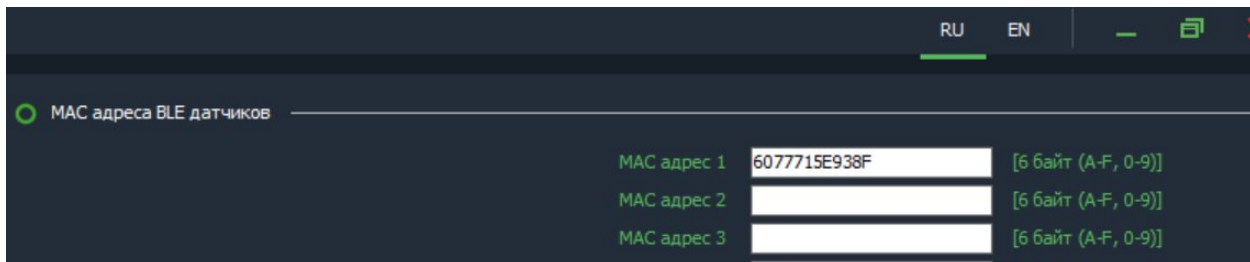 RU EN
MAC адреса BLE датчиков
MAC адрес 1 6077715E938F [6 байт (A-F, 0-9)]
MAC адрес 2 [6 байт (A-F, 0-9)]
MAC адрес 3 [6 байт (A-F, 0-9)]